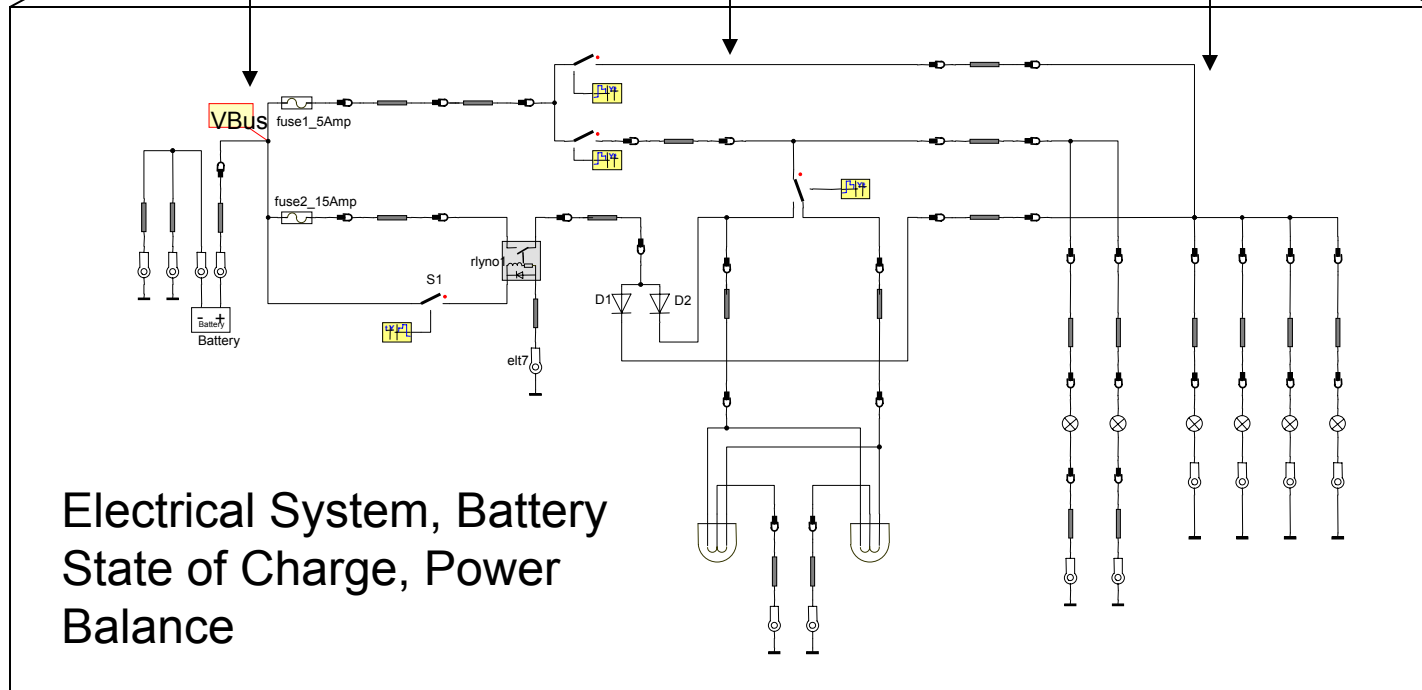 VBus
fuse1_5Amp
fuse2_15Amp
rlyno1
S1
D1
D2
- +
Battery
Battery
elt7
Electrical System, Battery
State of Charge, Power
Balance